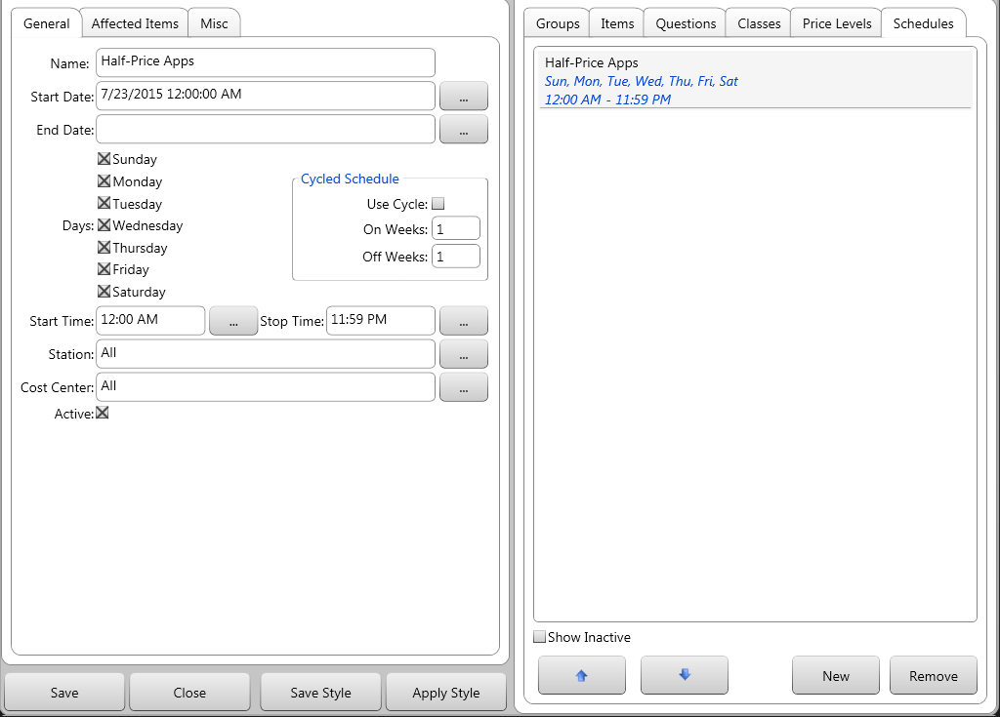 General
Affected Items
Misc
Name:
Half-Price Apps
Start Date:
7/23/2015 12:00:00 AM
...
End Date:
...
Sunday
Monday
Tuesday
Days:
Wednesday
Thursday
Friday
Saturday
Cycled Schedule
Use Cycle:
On Weeks:
1
Off Weeks:
1
Start Time:
12:00 AM
...
Stop Time:
11:59 PM
...
Station:
All
...
Cost Center:
All
...
Active:
Save
Close
Save Style
Apply Style
Groups
Items
Questions
Classes
Price Levels
Schedules
Half-Price Apps
Sun, Mon, Tue, Wed, Thu, Fri, Sat
12:00 AM - 11:59 PM
Show Inactive
New
Remove